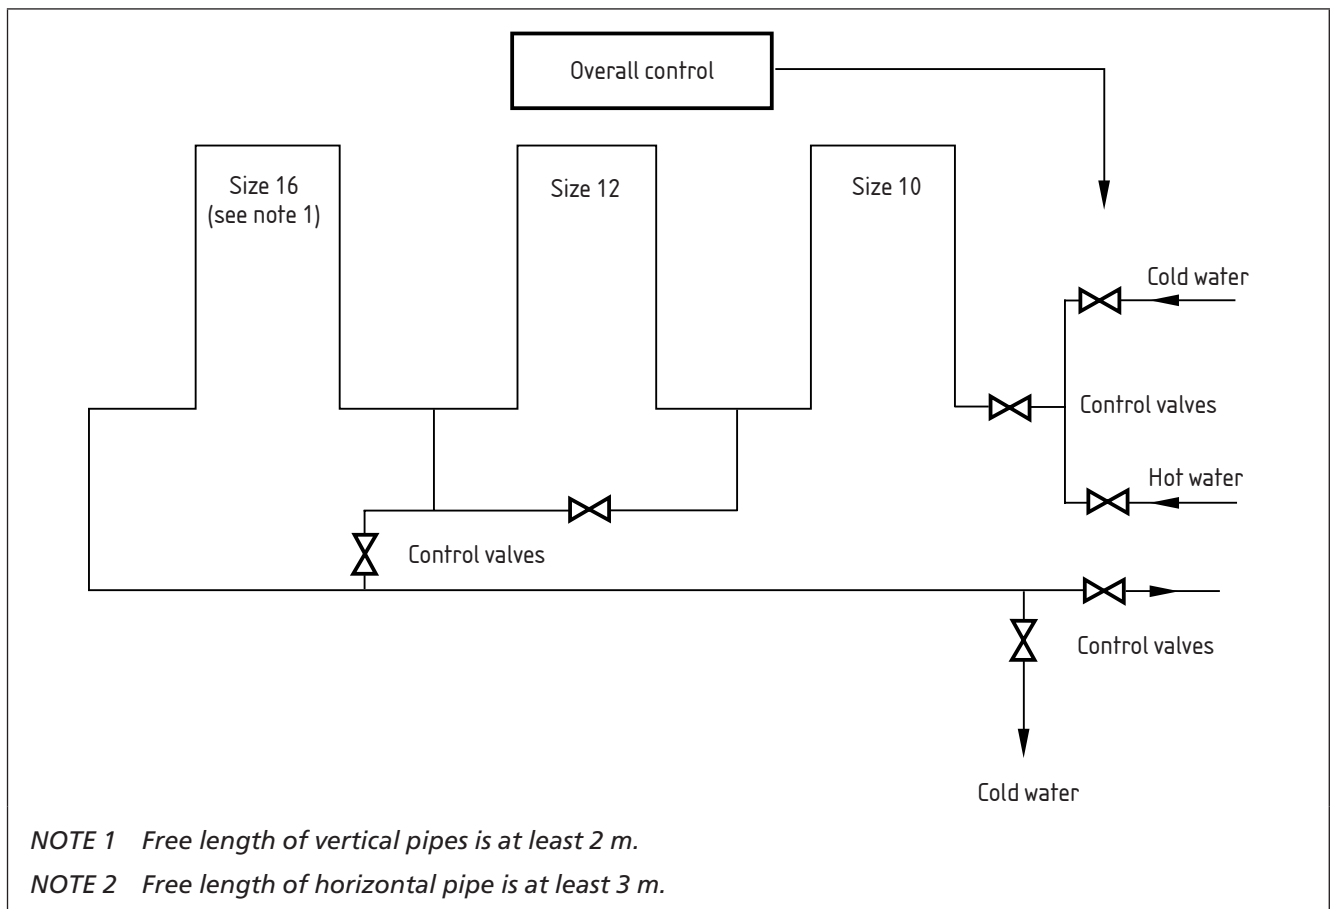 Overall control
Size 16
(see note 1)
Size 12
Size 10
Cold water
Control valves
Hot water
Control valves
Control valves
Cold water
NOTE 1 Free length of vertical pipes is at least 2 m.
NOTE 2 Free length of horizontal pipe is at least 3 m.